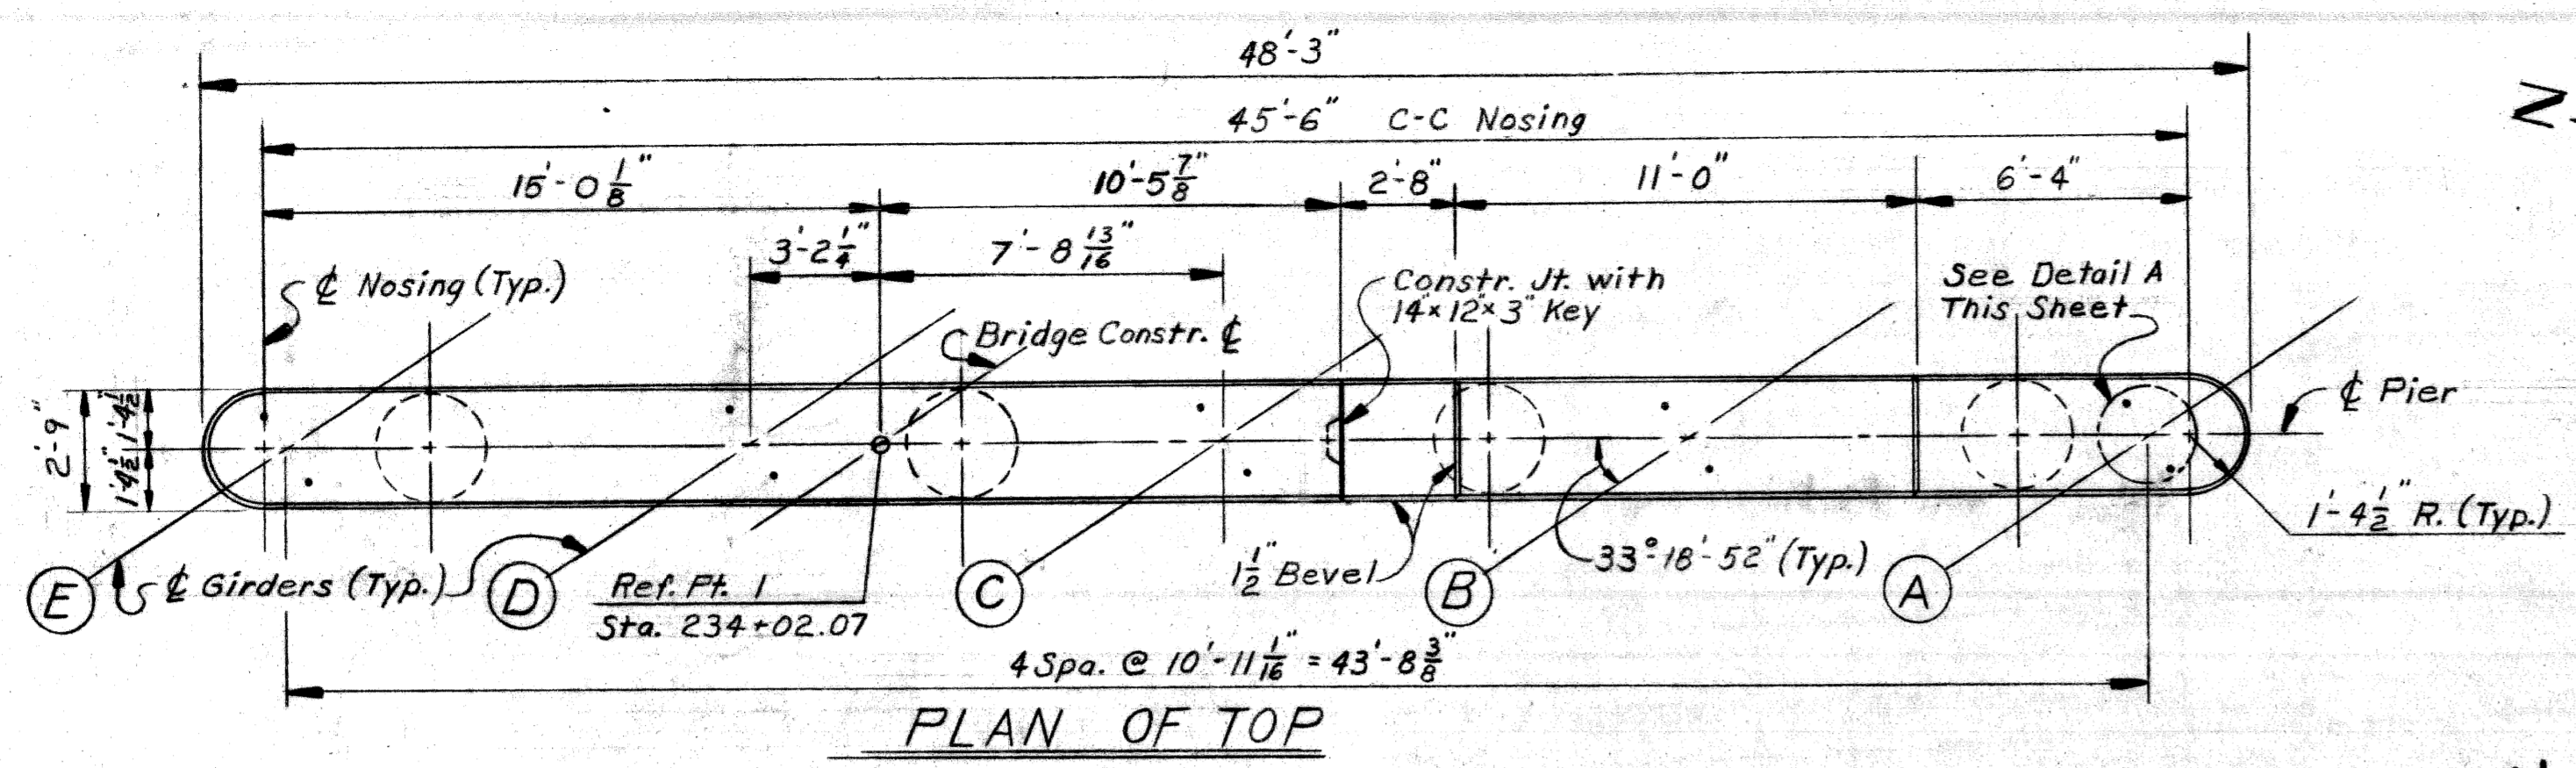 48'-3"
45'-6" C-C Nosing
15'-0 1/8"
10'-5 7/8"
2'-8"
11'-0"
6'-4"
3'-2 1/4"
7'-8 13/16"
℄ Nosing (Typ.)
Bridge Constr. ℄
Constr. Jt. with
14"x 12"x 3" Key
See Detail A
This Sheet
℄ Pier
2'-9"
1'-4 1/2"
1'-4 1/2"
1'-4 1/2" R. (Typ.)
E
℄ Girders (Typ.)
D
Ref. Pt. 1
Sta. 234+02.07
C
1 1/2" Bevel
B
33°-18'-52" (Typ.)
A
4 Spa. @ 10'-11 1/16" = 43'-8 3/8"
PLAN OF TOP